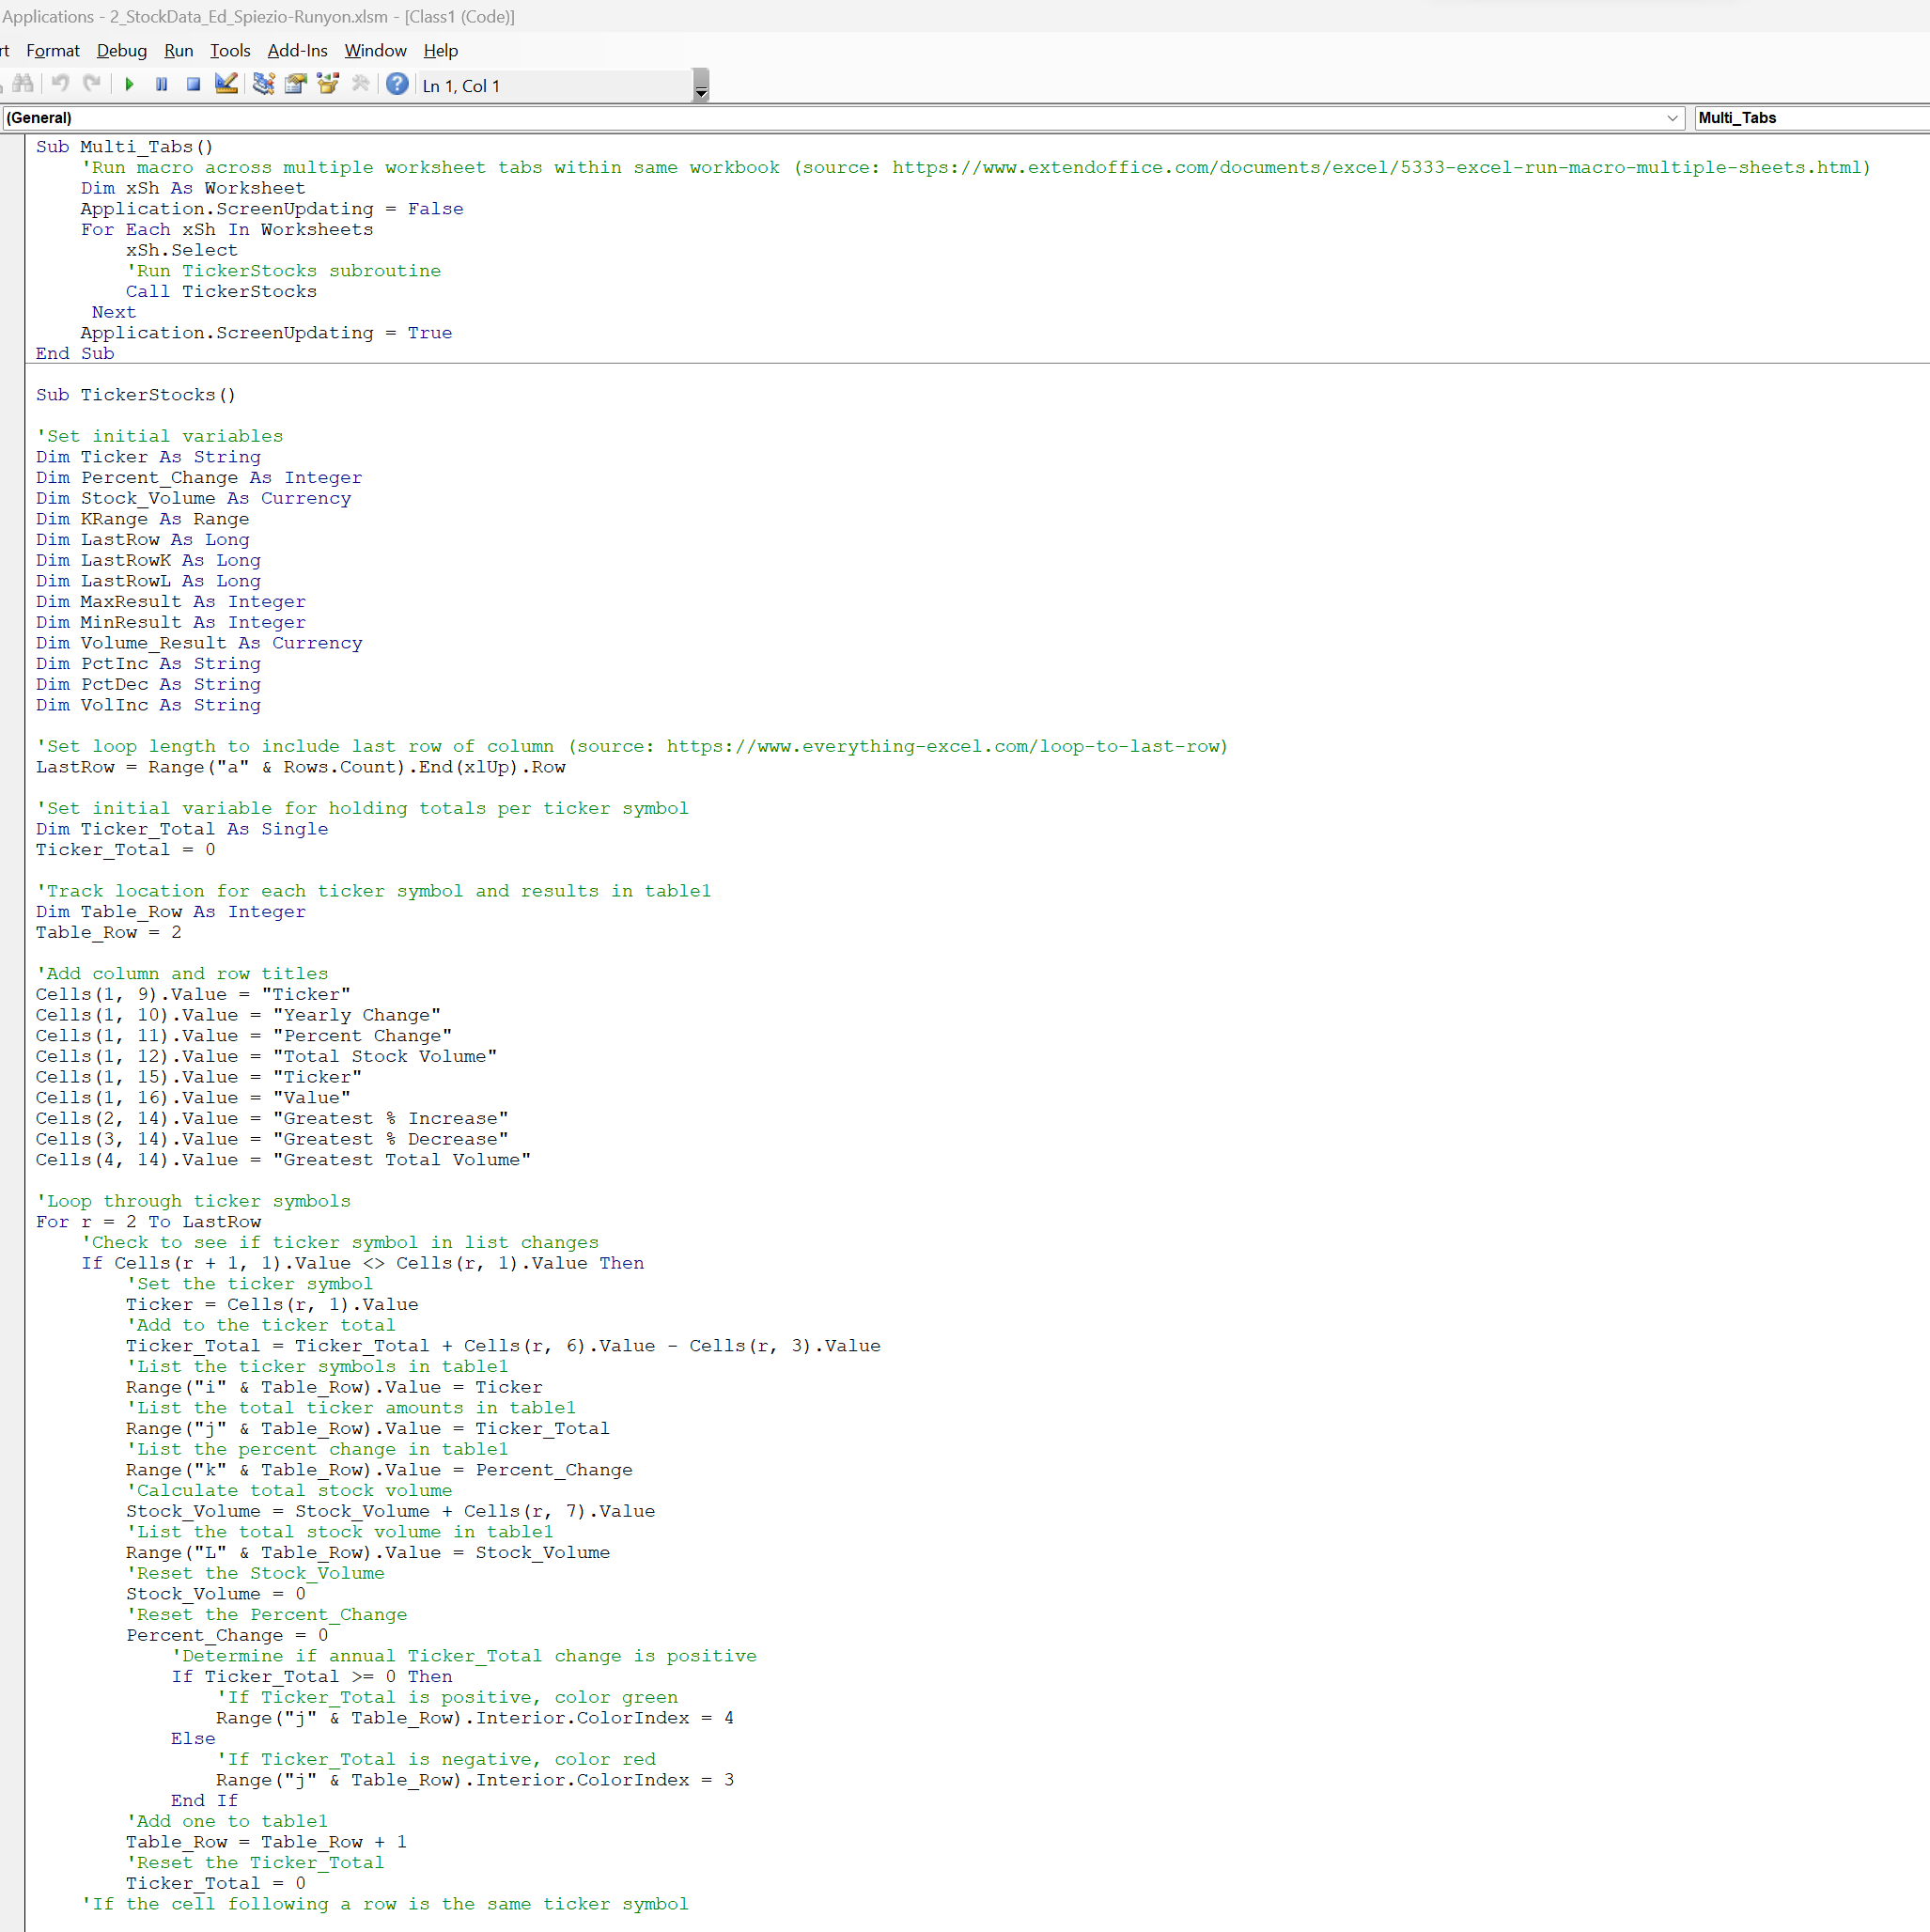 Applications - 2_StockData_Ed_Spiezio-Runyon.xlsm - [Class1 (Code)]
rt Format Debug Run Tools Add-Ins Window Help
Ln 1, Col 1
(General) Multi_Tabs
Sub Multi_Tabs()
    'Run macro across multiple worksheet tabs within same workbook (source: https://www.extendoffice.com/documents/excel/5333-excel-run-macro-multiple-sheets.html)
    Dim xSh As Worksheet
    Application.ScreenUpdating = False
    For Each xSh In Worksheets
        xSh.Select
        'Run TickerStocks subroutine
        Call TickerStocks
     Next
    Application.ScreenUpdating = True
End Sub
Sub TickerStocks()
'Set initial variables
Dim Ticker As String
Dim Percent_Change As Integer
Dim Stock_Volume As Currency
Dim KRange As Range
Dim LastRow As Long
Dim LastRowK As Long
Dim LastRowL As Long
Dim MaxResult As Integer
Dim MinResult As Integer
Dim Volume_Result As Currency
Dim PctInc As String
Dim PctDec As String
Dim VolInc As String
'Set loop length to include last row of column (source: https://www.everything-excel.com/loop-to-last-row)
LastRow = Range("a" & Rows.Count).End(xlUp).Row
'Set initial variable for holding totals per ticker symbol
Dim Ticker_Total As Single
Ticker_Total = 0
'Track location for each ticker symbol and results in table1
Dim Table_Row As Integer
Table_Row = 2
'Add column and row titles
Cells(1, 9).Value = "Ticker"
Cells(1, 10).Value = "Yearly Change"
Cells(1, 11).Value = "Percent Change"
Cells(1, 12).Value = "Total Stock Volume"
Cells(1, 15).Value = "Ticker"
Cells(1, 16).Value = "Value"
Cells(2, 14).Value = "Greatest % Increase"
Cells(3, 14).Value = "Greatest % Decrease"
Cells(4, 14).Value = "Greatest Total Volume"
'Loop through ticker symbols
For r = 2 To LastRow
    'Check to see if ticker symbol in list changes
    If Cells(r + 1, 1).Value <> Cells(r, 1).Value Then
        'Set the ticker symbol
        Ticker = Cells(r, 1).Value
        'Add to the ticker total
        Ticker_Total = Ticker_Total + Cells(r, 6).Value - Cells(r, 3).Value
        'List the ticker symbols in table1
        Range("i" & Table_Row).Value = Ticker
        'List the total ticker amounts in table1
        Range("j" & Table_Row).Value = Ticker_Total
        'List the percent change in table1
        Range("k" & Table_Row).Value = Percent_Change
        'Calculate total stock volume
        Stock_Volume = Stock_Volume + Cells(r, 7).Value
        'List the total stock volume in table1
        Range("L" & Table_Row).Value = Stock_Volume
        'Reset the Stock_Volume
        Stock_Volume = 0
        'Reset the Percent_Change
        Percent_Change = 0
            'Determine if annual Ticker_Total change is positive
            If Ticker_Total >= 0 Then
                'If Ticker_Total is positive, color green
                Range("j" & Table_Row).Interior.ColorIndex = 4
            Else
                'If Ticker_Total is negative, color red
                Range("j" & Table_Row).Interior.ColorIndex = 3
            End If
        'Add one to table1
        Table_Row = Table_Row + 1
        'Reset the Ticker_Total
        Ticker_Total = 0
    'If the cell following a row is the same ticker symbol